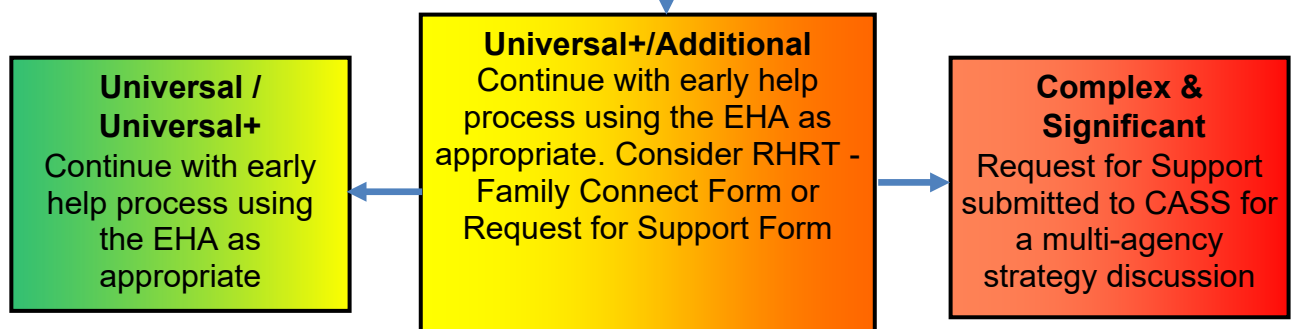 Universal /
Universal+
Continue with early
help process using
the EHA as
appropriate
Universal+/Additional
Continue with early help
process using the EHA as
appropriate. Consider RHRT -
Family Connect Form or
Request for Support Form
Complex &
Significant
Request for Support
submitted to CASS for
a multi-agency
strategy discussion